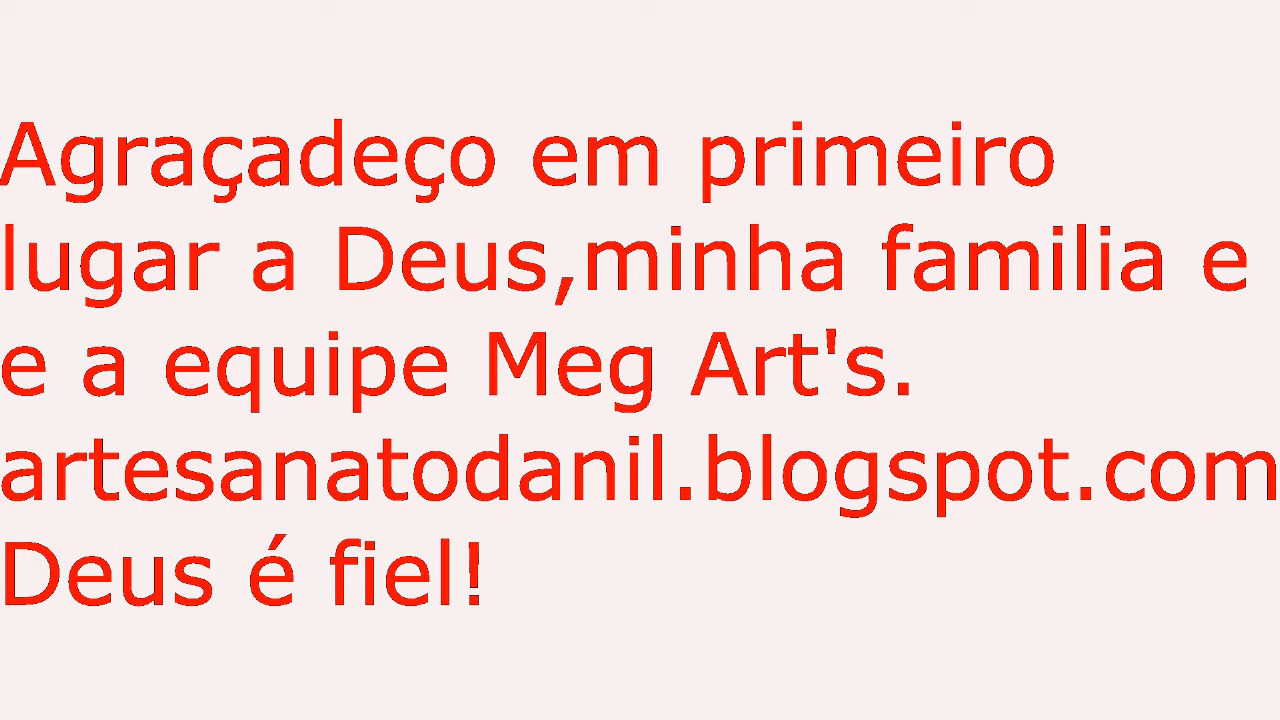 Agraçadeço em primeiro
lugar a Deus,minha familia e
e a equipe Meg Art's.
artesanatodanil.blogspot.com
Deus é fiel!